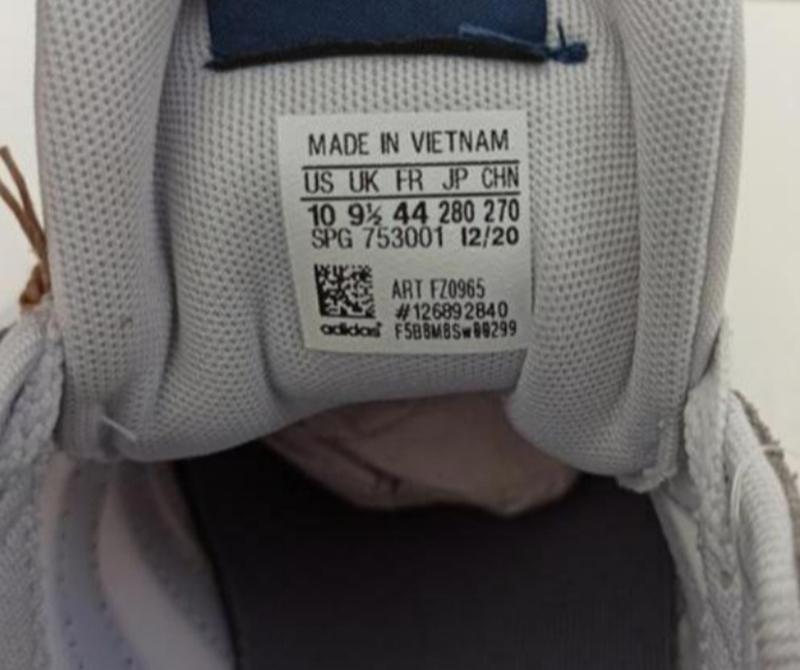 MADE IN VIETNAM
US UK FR JP CHN
10 9½ 44 280 270
SPG 753001 12/20
ART FZ0965
#126892840
adidas F5B8M8Sw00299